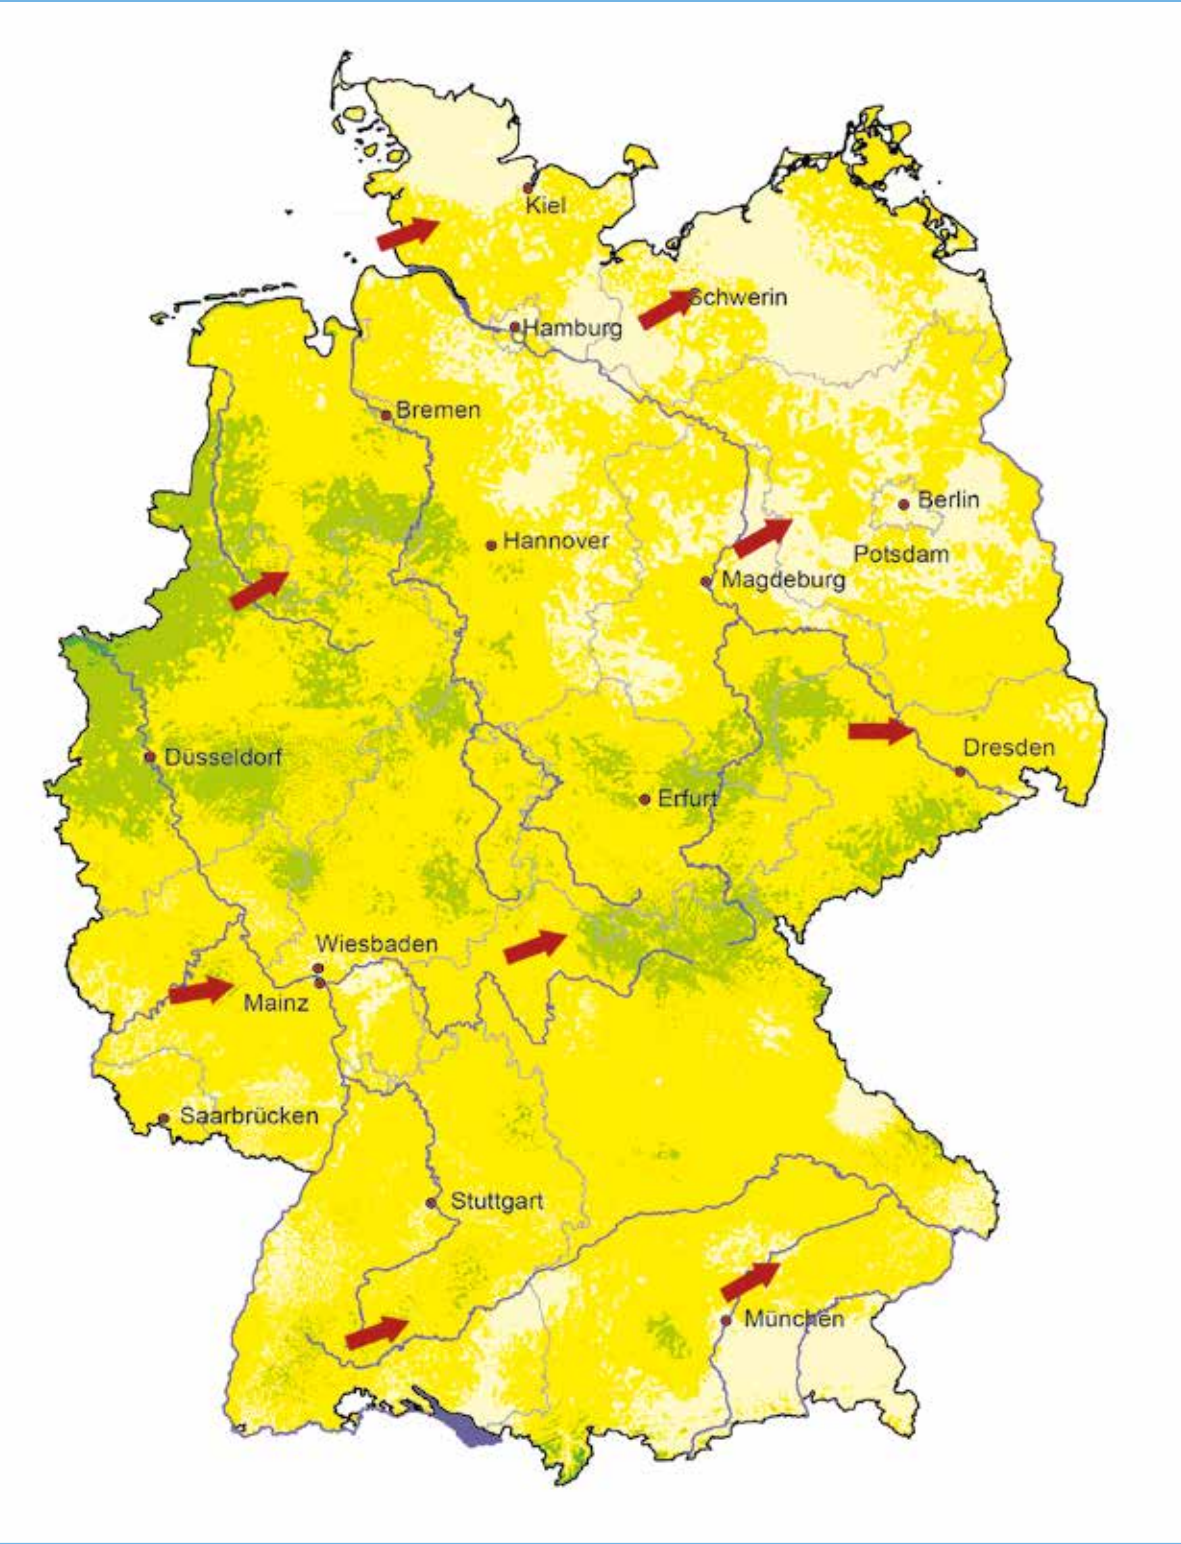 Kiel
Schwerin
Hamburg
Bremen
Berlin
Hannover
Potsdam
Magdeburg
Dresden
Düsseldorf
Erfurt
Wiesbaden
Mainz
Saarbrücken
Stuttgart
München